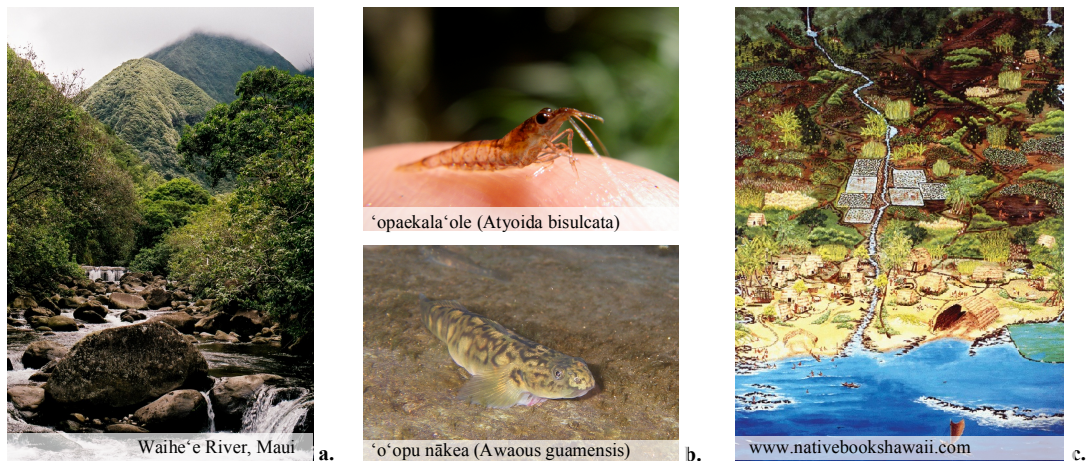 ʻopaekalaʻole (Atyoida bisulcata)
Waiheʻe River, Maui
a.
ʻoʻopu nākea (Awaous guamensis)
b.
www.nativebookshawaii.com
c.